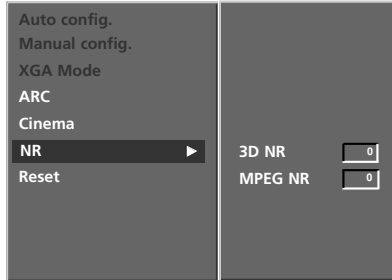 Auto config.
Manual config.
XGA Mode
ARC
Cinema
NR
Reset
3D NR 0
MPEG NR 0